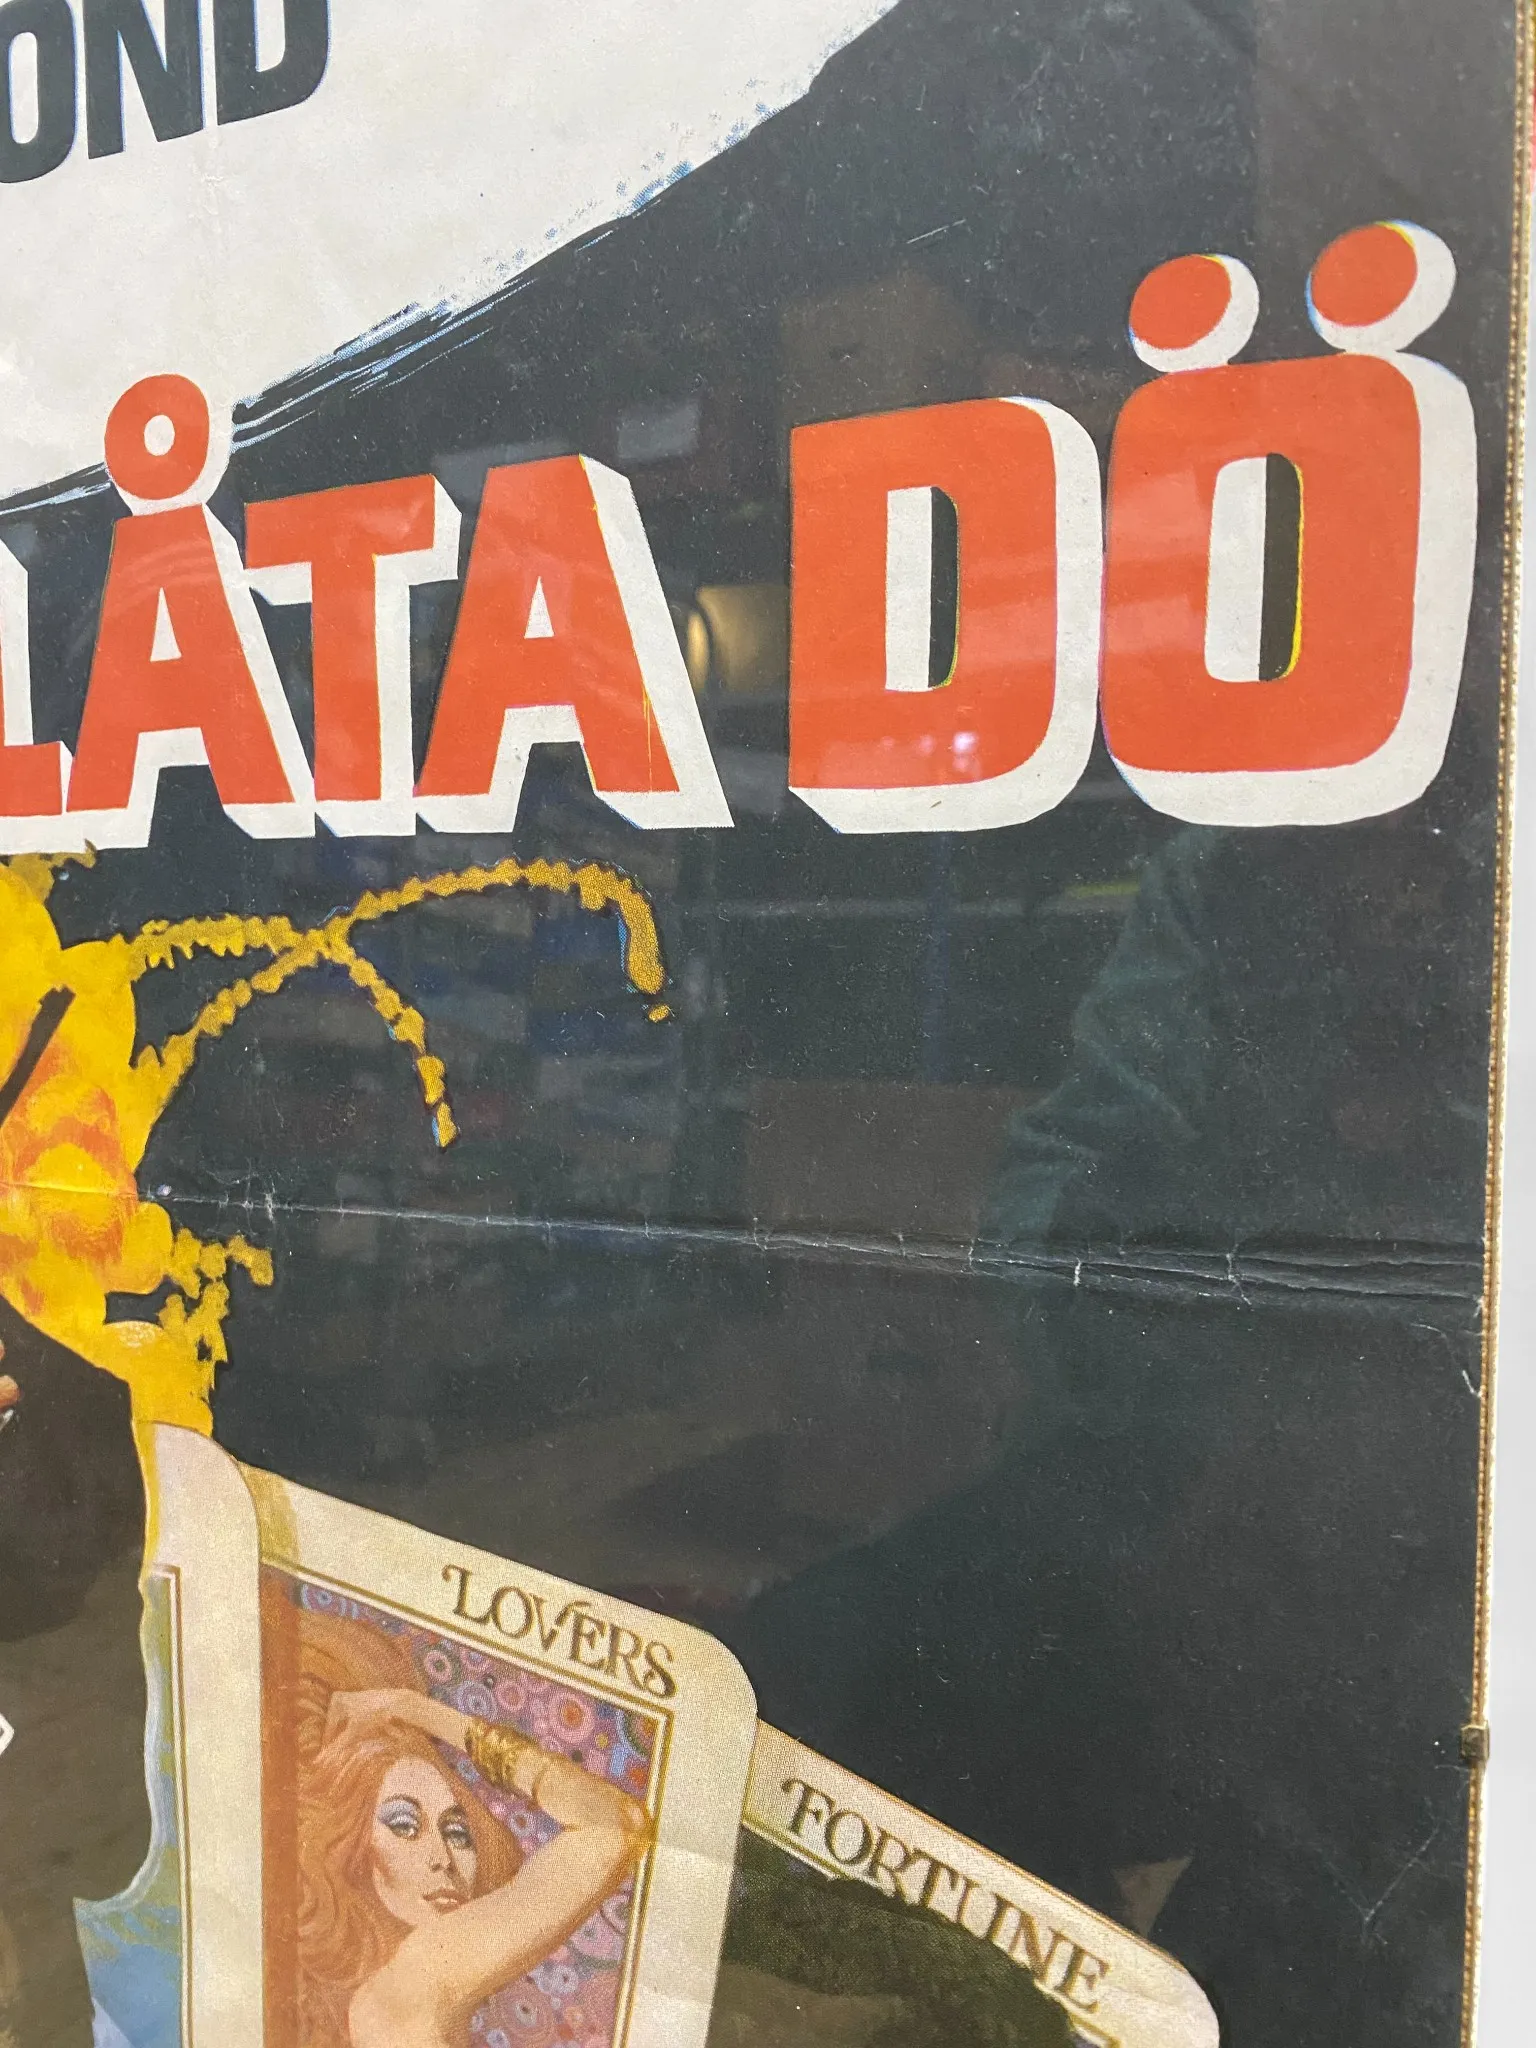 OND
LÅTA DÖ
LOVERS
FORTUNE